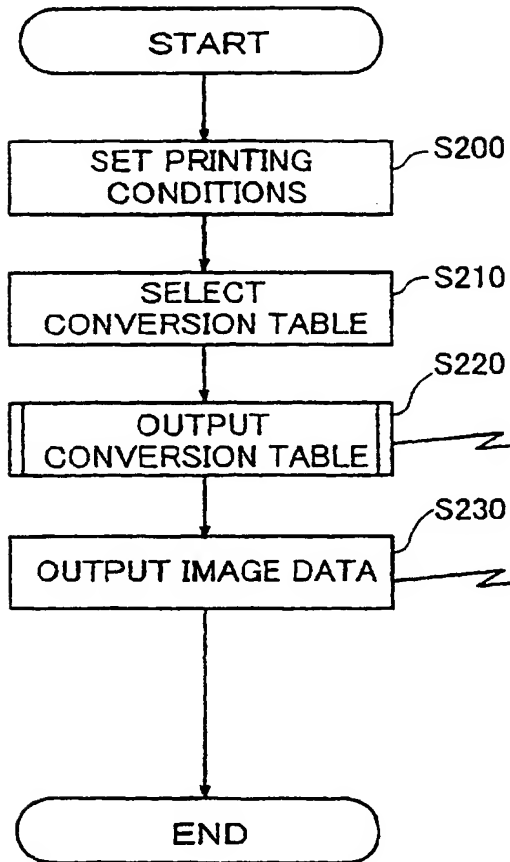 START
S200
SET PRINTING
CONDITIONS
S210
SELECT
CONVERSION TABLE
S220
OUTPUT
CONVERSION TABLE
S230
OUTPUT IMAGE DATA
END